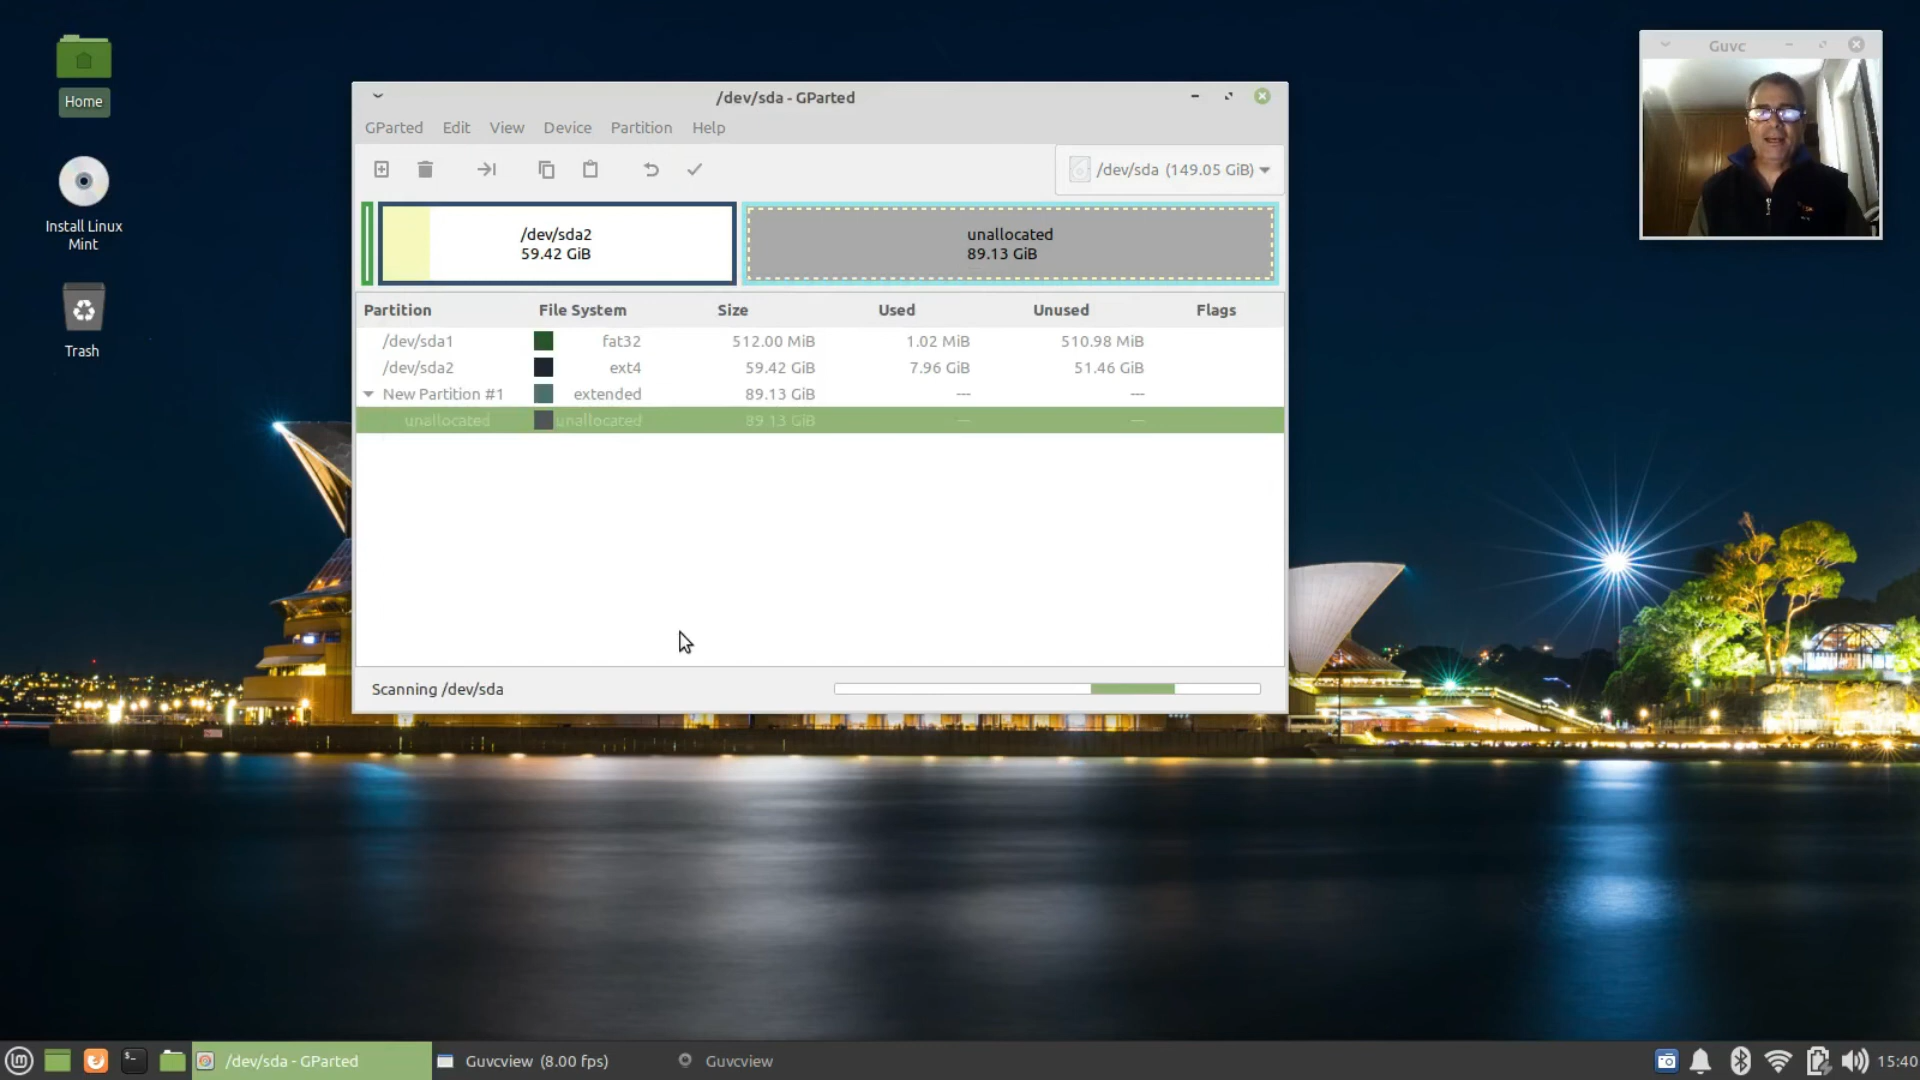 Home
Install Linux
Mint
Trash
/dev/sda - GParted
GParted Edit View Device Partition Help
/dev/sda (149.05 GiB)
/dev/sda2
59.42 GiB
unallocated
89.13 GiB
Partition File System Size Used Unused Flags
/dev/sda1 fat32 512.00 MiB 1.02 MiB 510.98 MiB
/dev/sda2 ext4 59.42 GiB 7.96 GiB 51.46 GiB
New Partition #1 extended 89.13 GiB --- ---
unallocated unallocated 89.13 GiB --- ---
Scanning /dev/sda
Guvc
/dev/sda - GParted Guvcview (8.00 fps) Guvcview 15:40